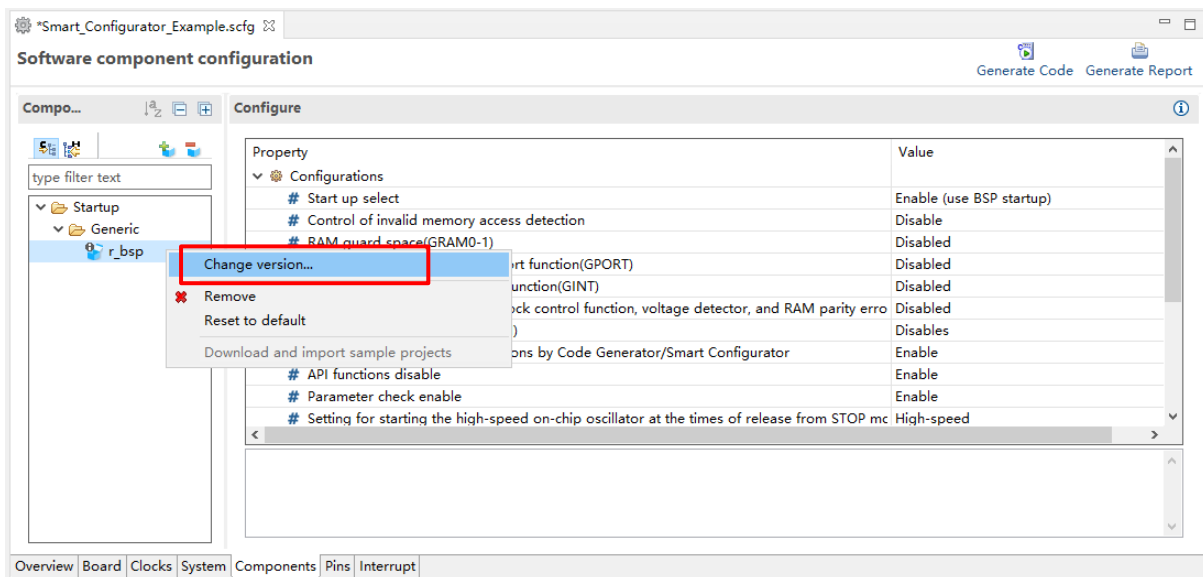 *Smart_Configurator_Example.scfg
Software component configuration
Generate Code Generate Report
Compo...
Configure
type filter text
Startup
Generic
r_bsp
Change version...
Remove
Reset to default
Download and import sample projects
Property Value
Configurations
# Start up select Enable (use BSP startup)
# Control of invalid memory access detection Disable
# RAM guard space(GRAM0-1) Disabled
rt function(GPORT) Disabled
unction(GINT) Disabled
ock control function, voltage detector, and RAM parity erro Disabled
) Disables
ons by Code Generator/Smart Configurator Enable
# API functions disable Enable
# Parameter check enable Enable
# Setting for starting the high-speed on-chip oscillator at the times of release from STOP mc High-speed
Overview Board Clocks System Components Pins Interrupt